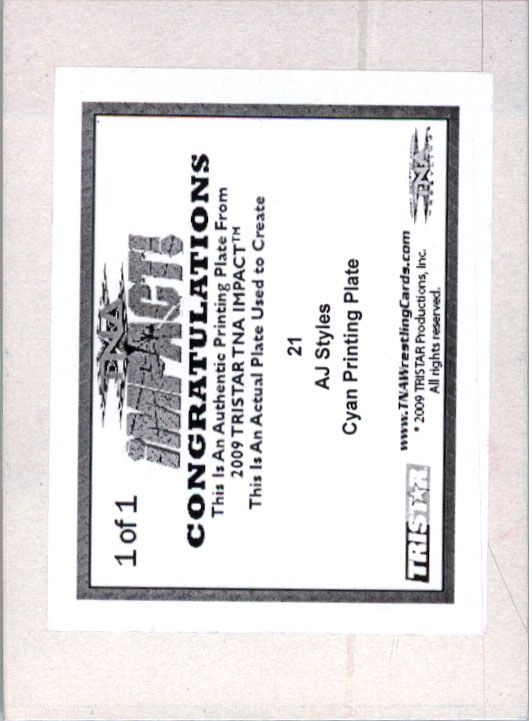 1 of 1
TNA
IMPACT!
CONGRATULATIONS
This Is An Authentic Printing Plate From
2009 TRISTAR TNA IMPACT™
This Is An Actual Plate Used to Create
21
AJ Styles
Cyan Printing Plate
TRISTAR
www.TNAWrestlingCards.com
* 2009 TRISTAR Productions, Inc.
All rights reserved.
TNA